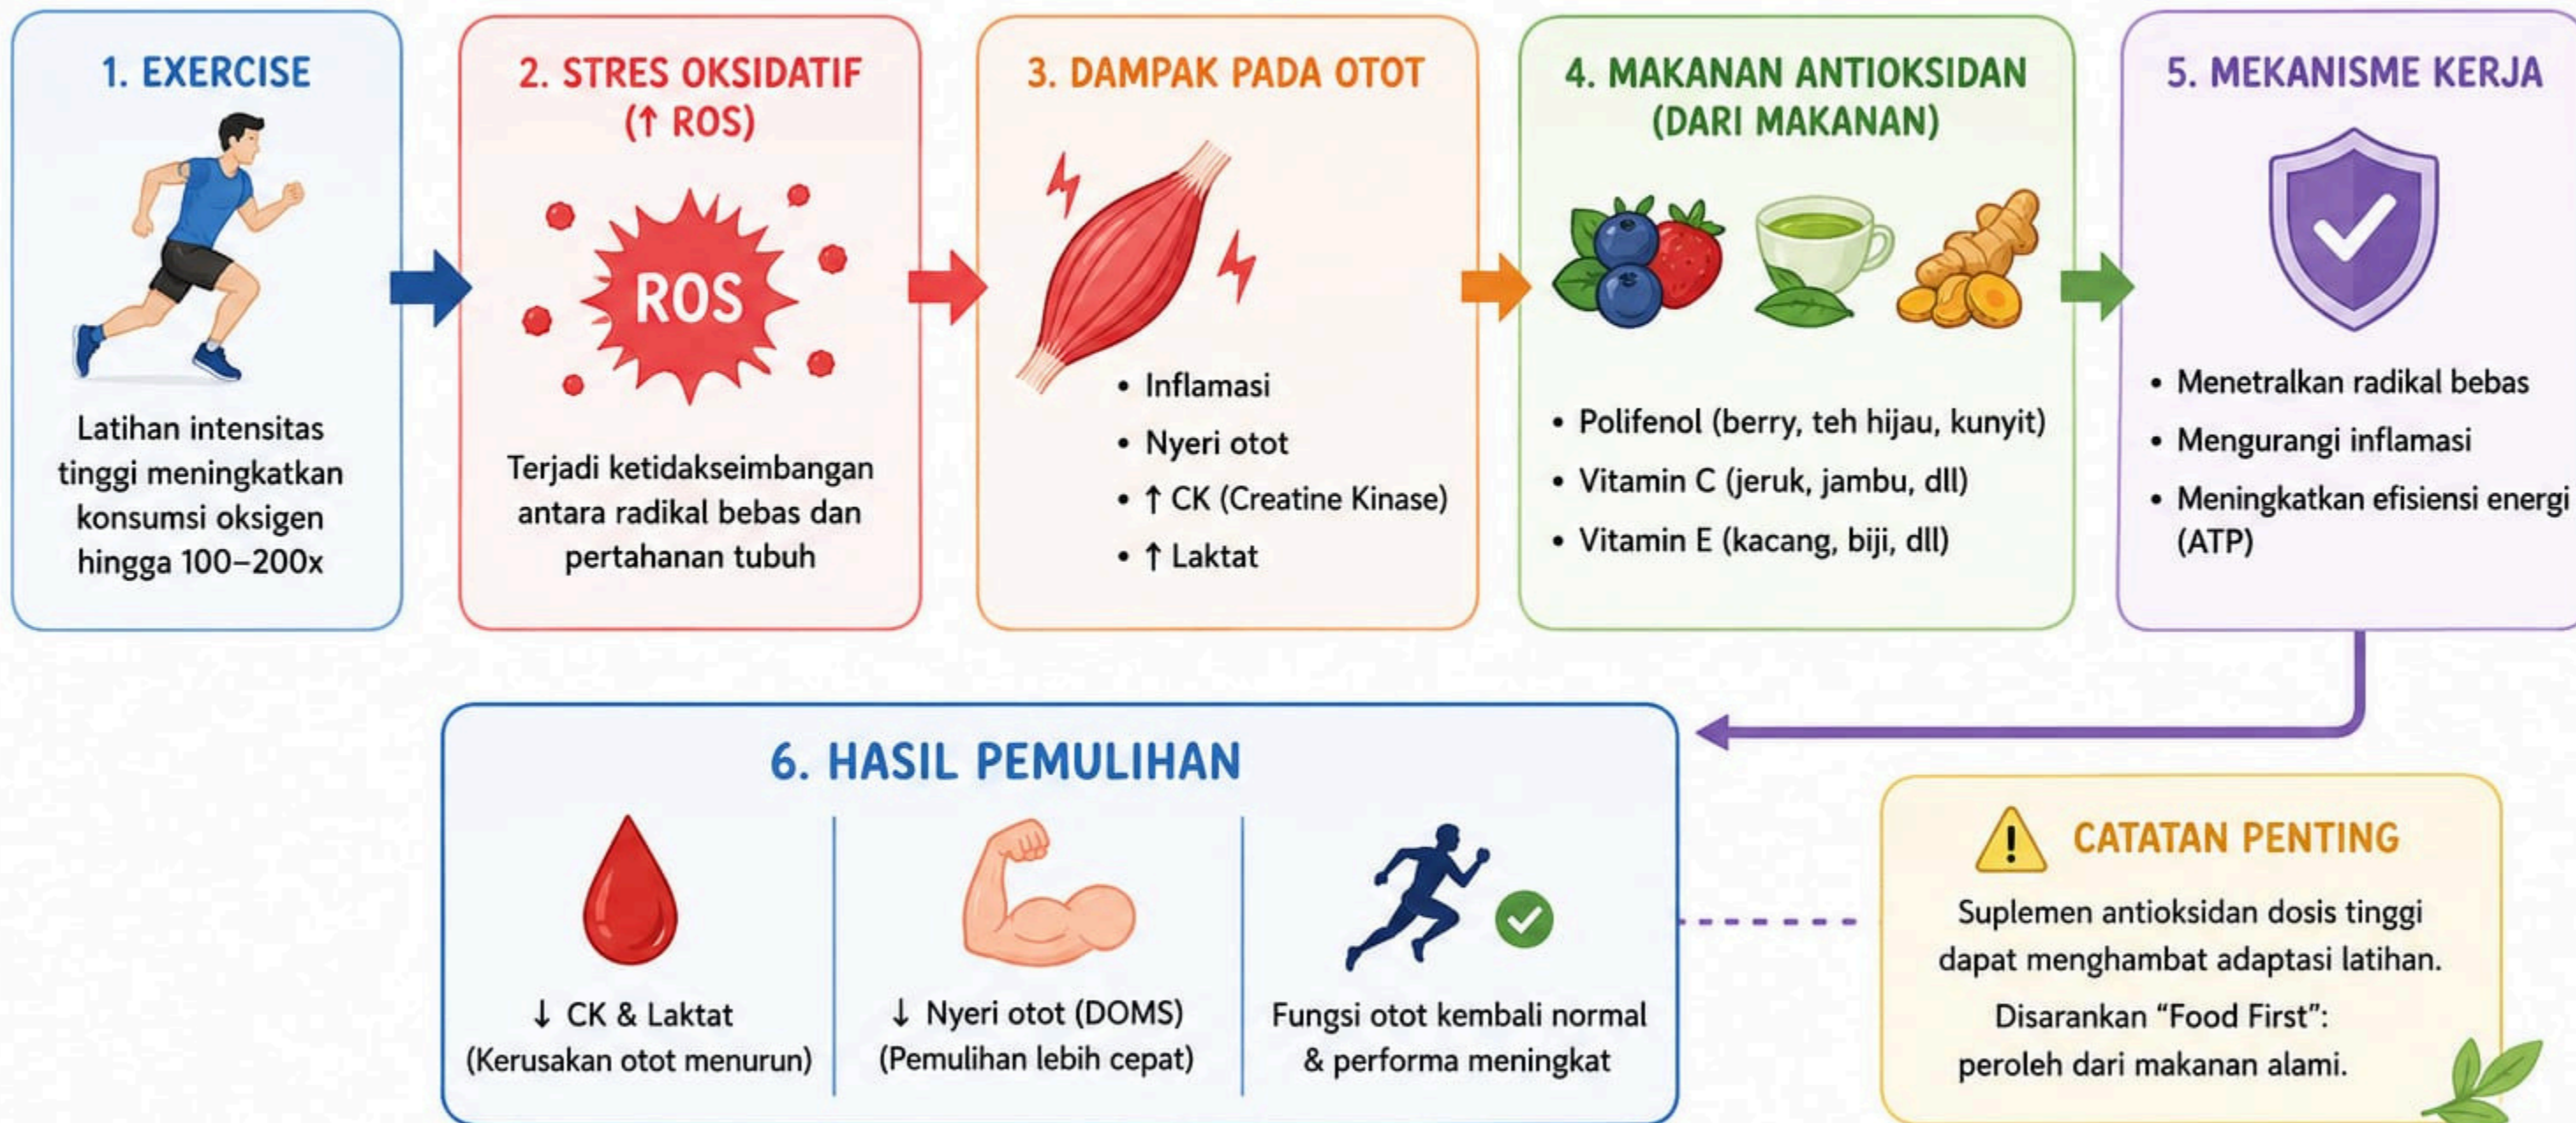 1. EXERCISE
Latihan intensitas
tinggi meningkatkan
konsumsi oksigen
hingga 100–200x
2. STRES OKSIDATIF
(↑ ROS)
ROS
Terjadi ketidakseimbangan
antara radikal bebas dan
pertahanan tubuh
3. DAMPAK PADA OTOT
• Inflamasi
• Nyeri otot
• ↑ CK (Creatine Kinase)
• ↑ Laktat
4. MAKANAN ANTIOKSIDAN
(DARI MAKANAN)
• Polifenol (berry, teh hijau, kunyit)
• Vitamin C (jeruk, jambu, dll)
• Vitamin E (kacang, biji, dll)
5. MEKANISME KERJA
• Menetralkan radikal bebas
• Mengurangi inflamasi
• Meningkatkan efisiensi energi
(ATP)
6. HASIL PEMULIHAN
↓ CK & Laktat
(Kerusakan otot menurun)
↓ Nyeri otot (DOMS)
(Pemulihan lebih cepat)
Fungsi otot kembali normal
& performa meningkat
CATATAN PENTING
Suplemen antioksidan dosis tinggi
dapat menghambat adaptasi latihan.
Disarankan “Food First”:
peroleh dari makanan alami.